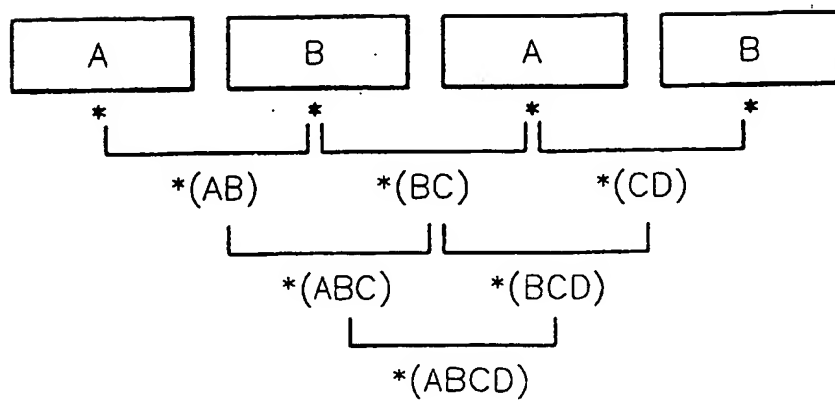 A B A B
* * * *
*(AB) *(BC) *(CD)
*(ABC) *(BCD)
*(ABCD)